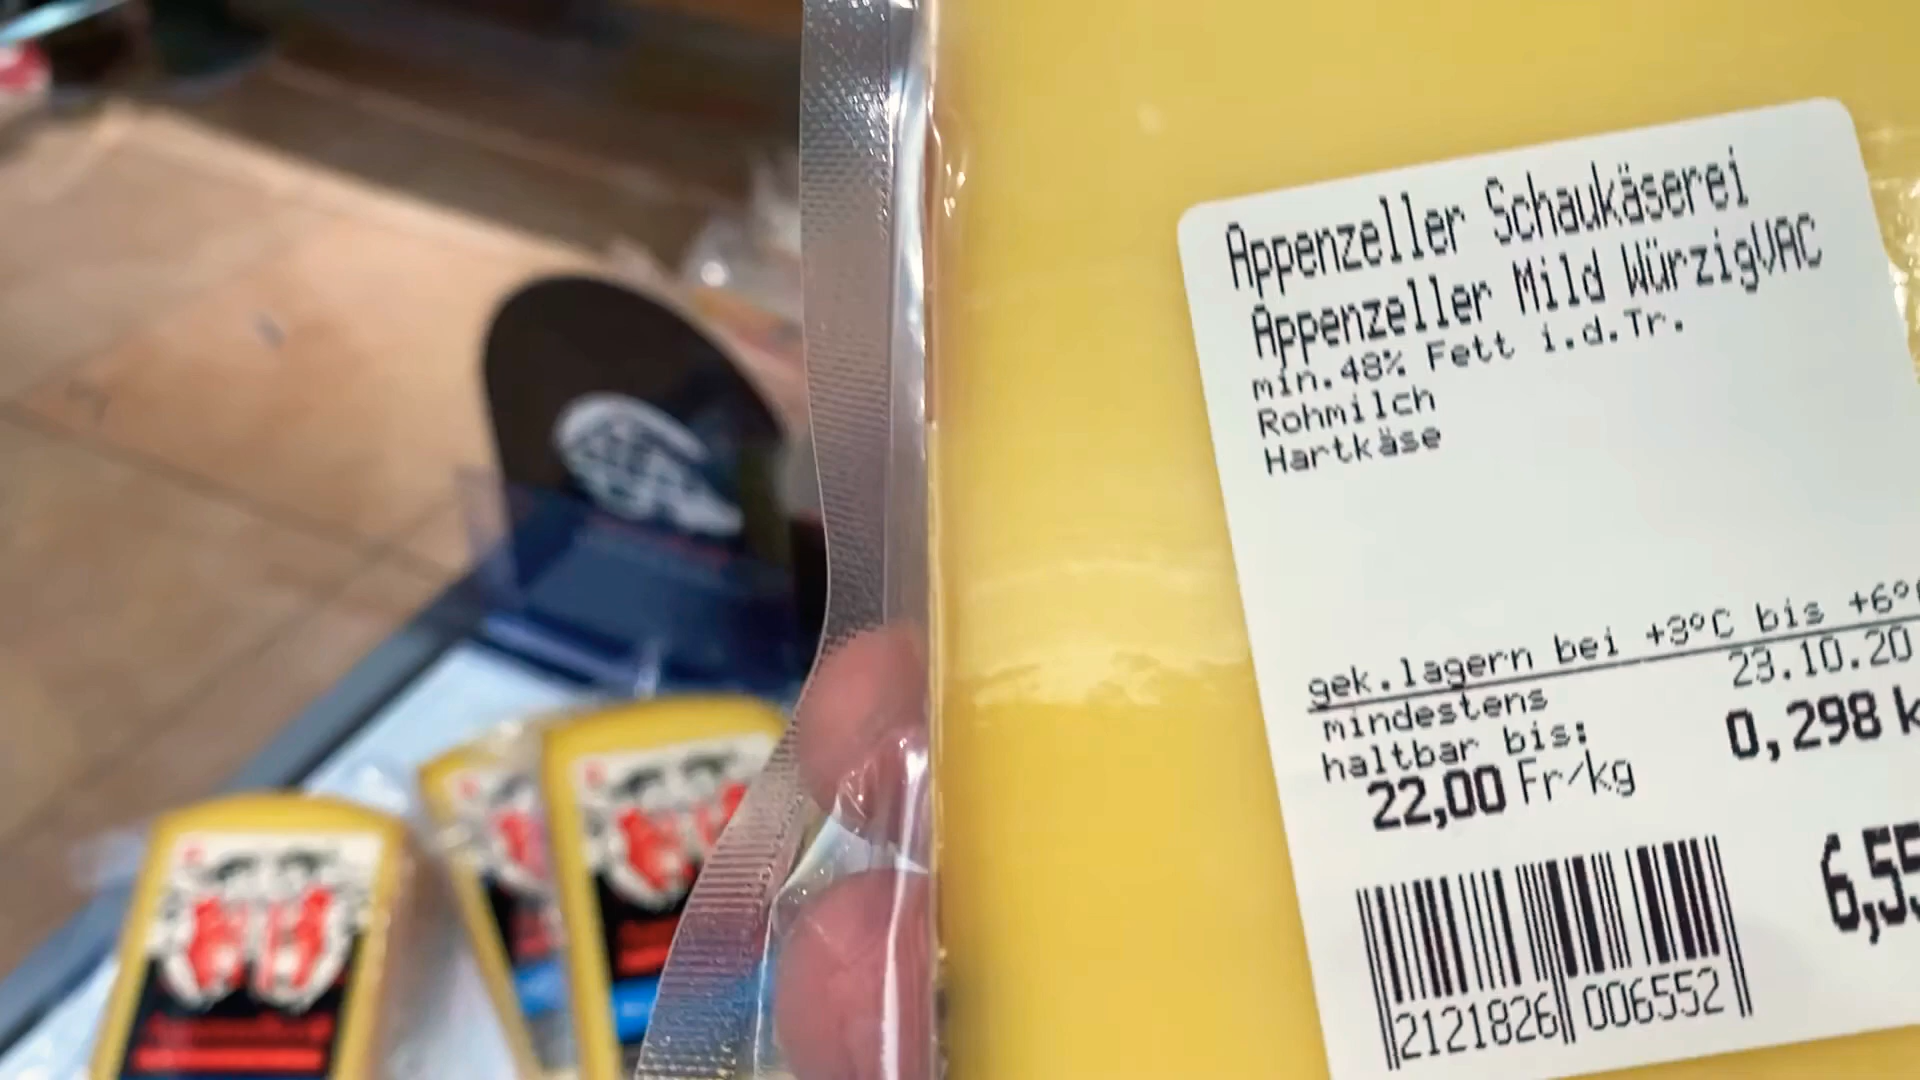 Appenzeller Schaukäserei
Appenzeller Mild WürzigVAC
min.48% Fett i.d.Tr.
Rohmilch
Hartkäse
gek.lagern bei +3°C bis +6°
mindestens 23.10.20
haltbar bis:
22,00 Fr/kg 0,298 k
6,55
2121826 006552